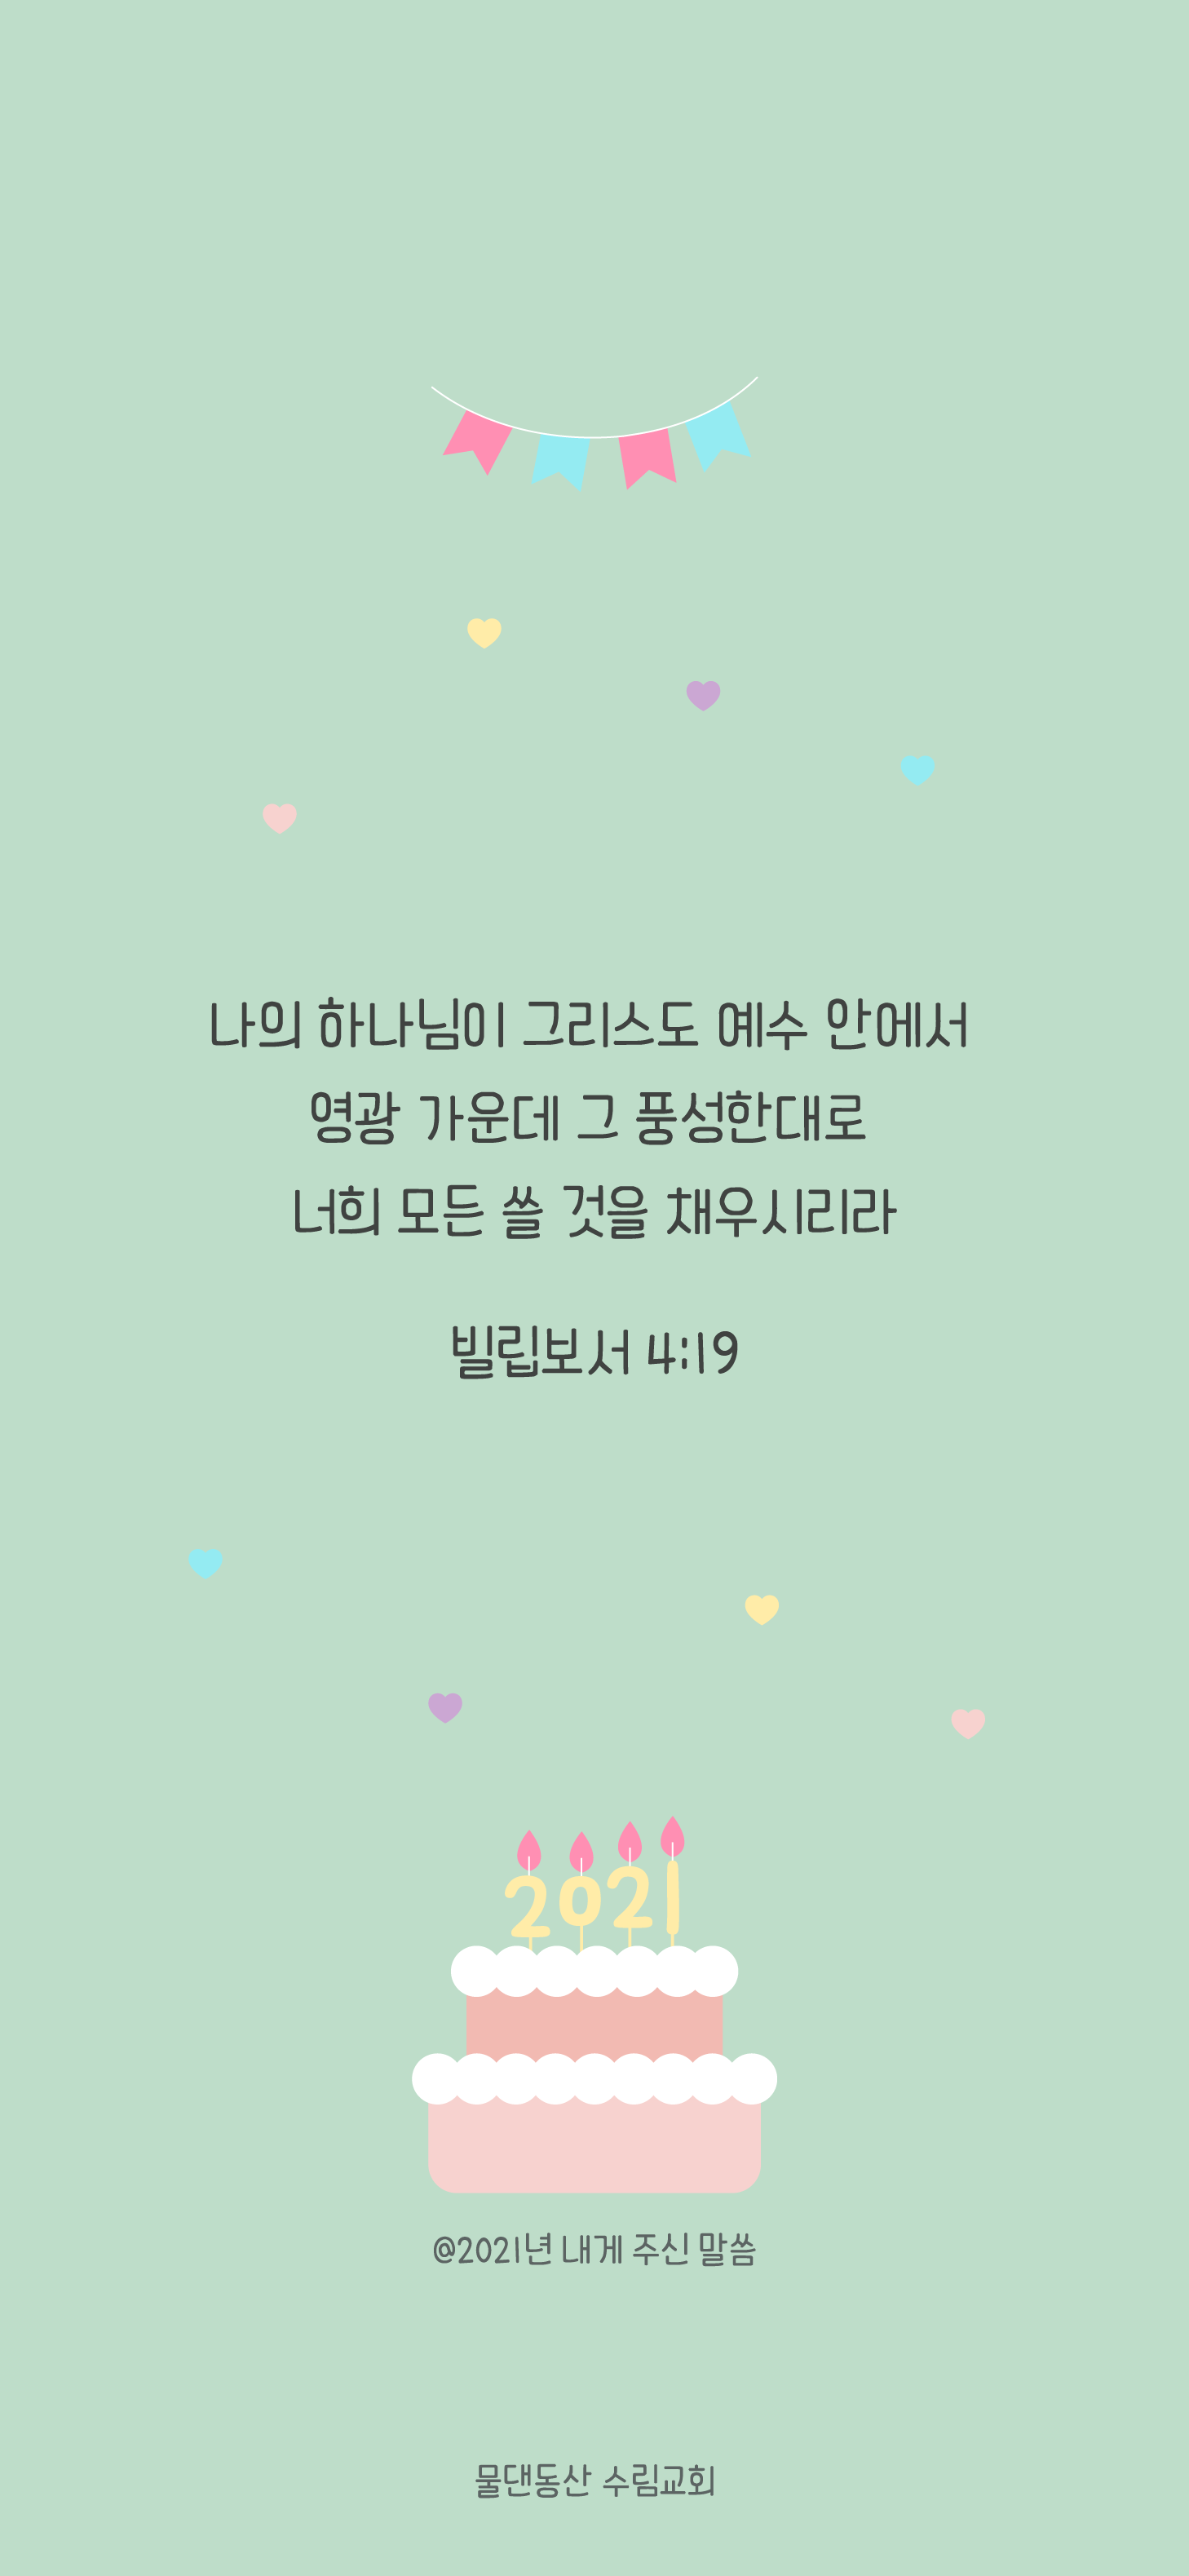 나의 하나님이 그리스도 예수 안에서
영광 가운데 그 풍성한대로
너희 모든 쓸 것을 채우시리라
빌립보서 4:19
2021
@2021년 내게 주신 말씀
물댄동산 수림교회